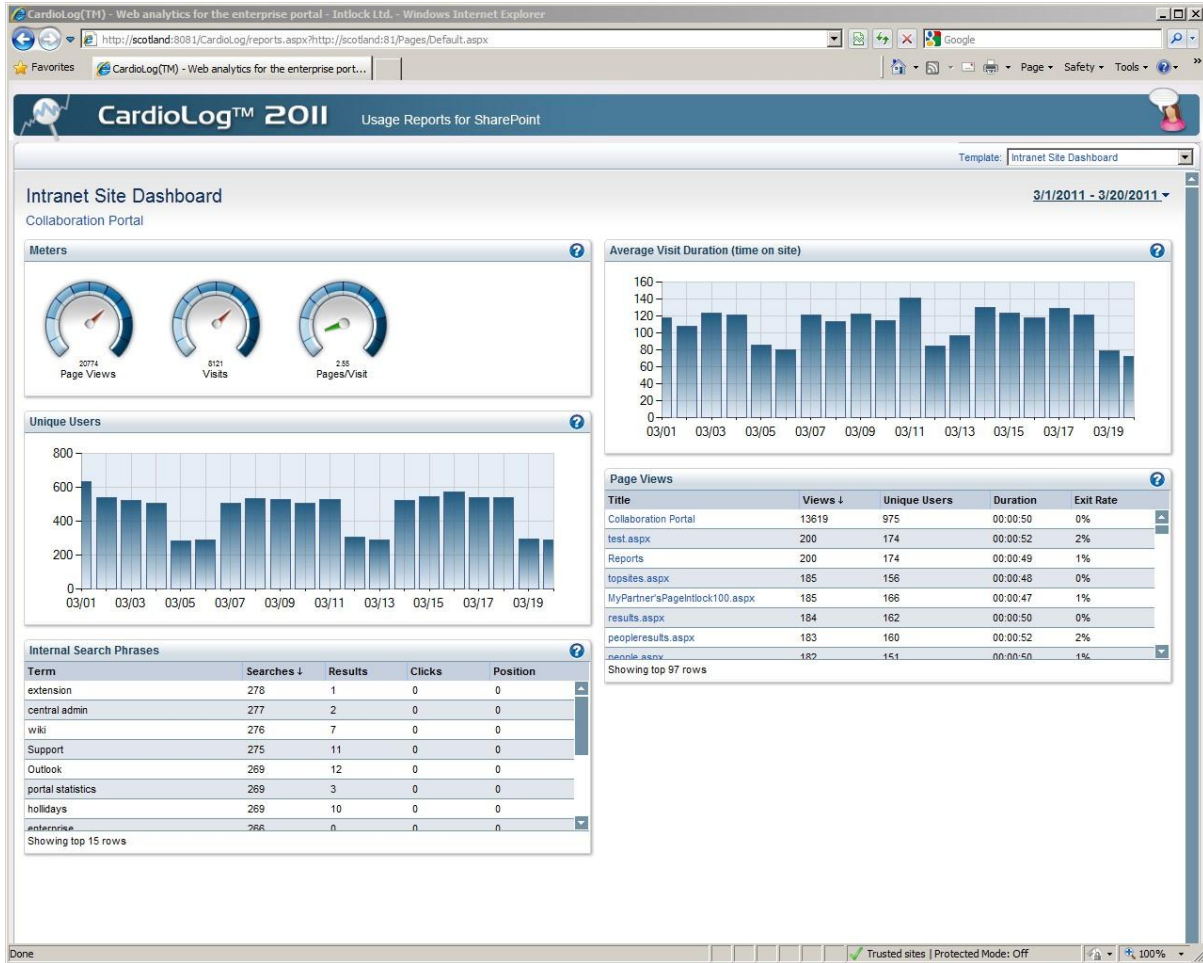 CardioLog(TM) - Web analytics for the enterprise portal - Intlock Ltd. - Windows Internet Explorer
http://scotland:8081/CardioLog/reports.aspx?http://scotland:81/Pages/Default.aspx
Google
Favorites
CardioLog(TM) - Web analytics for the enterprise port...
Page Safety Tools
CardioLog™ 2011 Usage Reports for SharePoint
Template: Intranet Site Dashboard
Intranet Site Dashboard
3/1/2011 - 3/20/2011
Collaboration Portal
Meters
20774 8121 2.55
Page Views Visits Pages/Visit
Unique Users
800
600
400
200
0
03/01 03/03 03/05 03/07 03/09 03/11 03/13 03/15 03/17 03/19
Internal Search Phrases
Term Searches↓ Results Clicks Position
extension 278 1 0 0
central admin 277 2 0 0
wiki 276 7 0 0
Support 275 11 0 0
Outlook 269 12 0 0
portal statistics 269 3 0 0
hollidays 269 10 0 0
enterprise 266 0 0 0
Showing top 15 rows
Average Visit Duration (time on site)
160
140
120
100
80
60
40
20
0
03/01 03/03 03/05 03/07 03/09 03/11 03/13 03/15 03/17 03/19
Page Views
Title Views↓ Unique Users Duration Exit Rate
Collaboration Portal 13619 975 00:00:50 0%
test.aspx 200 174 00:00:52 2%
Reports 200 174 00:00:49 1%
topsites.aspx 185 156 00:00:48 0%
MyPartner'sPageIntlock100.aspx 185 166 00:00:47 1%
results.aspx 184 162 00:00:50 0%
peopleresults.aspx 183 160 00:00:52 2%
people.aspx 182 151 00:00:50 1%
Showing top 97 rows
Done
Trusted sites | Protected Mode: Off
100%